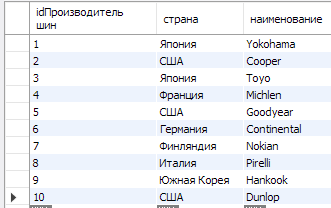 idПроизводитель шин страна наименование
1 Япония Yokohama
2 США Cooper
3 Япония Toyo
4 Франция Michlen
5 США Goodyear
6 Германия Continental
7 Финляндия Nokian
8 Италия Pirelli
9 Южная Корея Hankook
10 США Dunlop